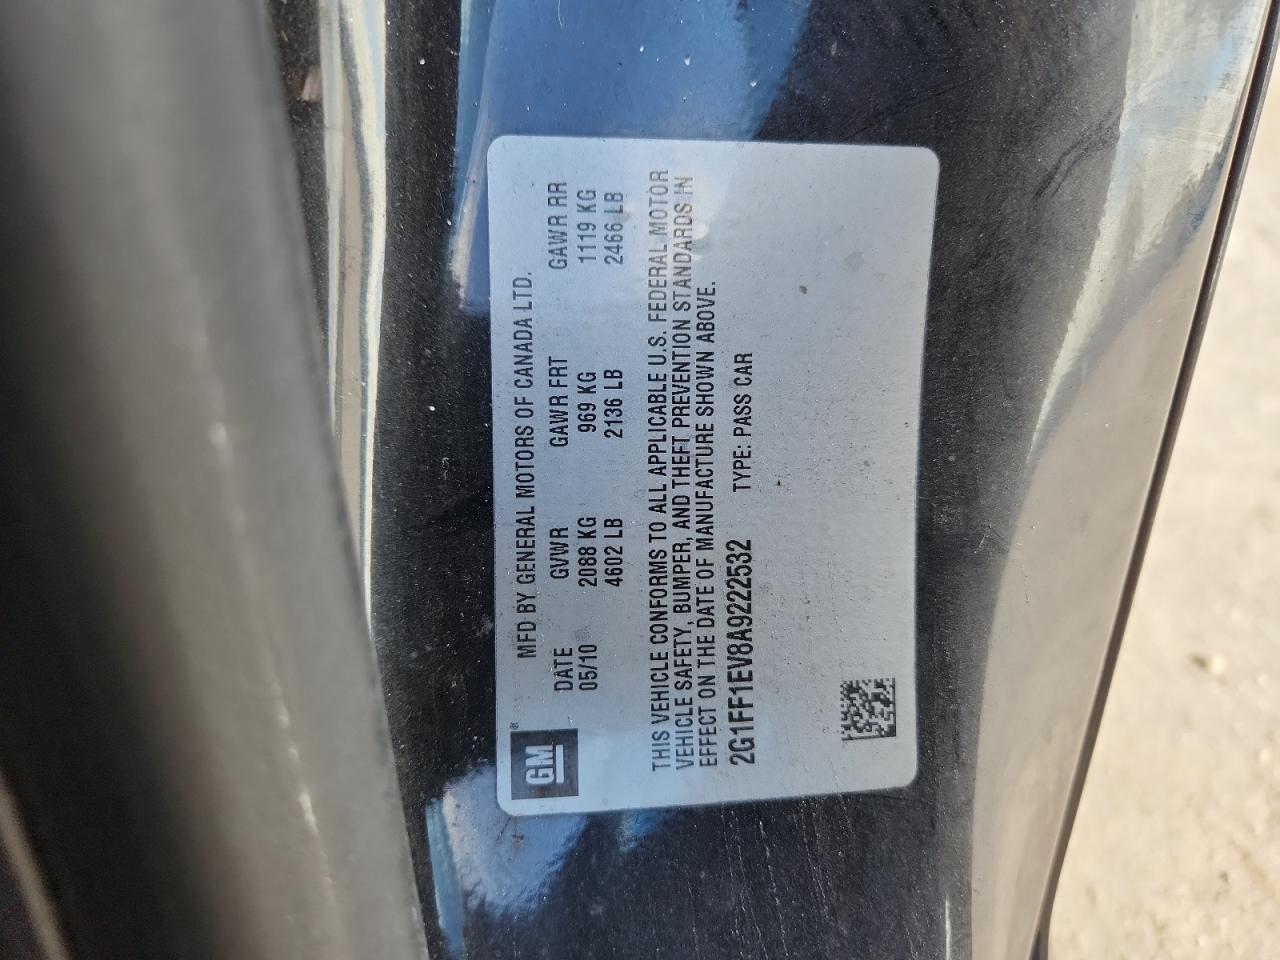 GM®
MFD BY GENERAL MOTORS OF CANADA LTD.
DATE GVWR GAWR FRT GAWR RR
05/10 2088 KG 969 KG 1119 KG
4602 LB 2136 LB 2466 LB
THIS VEHICLE CONFORMS TO ALL APPLICABLE U.S. FEDERAL MOTOR
VEHICLE SAFETY, BUMPER, AND THEFT PREVENTION STANDARDS IN
EFFECT ON THE DATE OF MANUFACTURE SHOWN ABOVE.
2G1FF1EV8A9222532 TYPE: PASS CAR